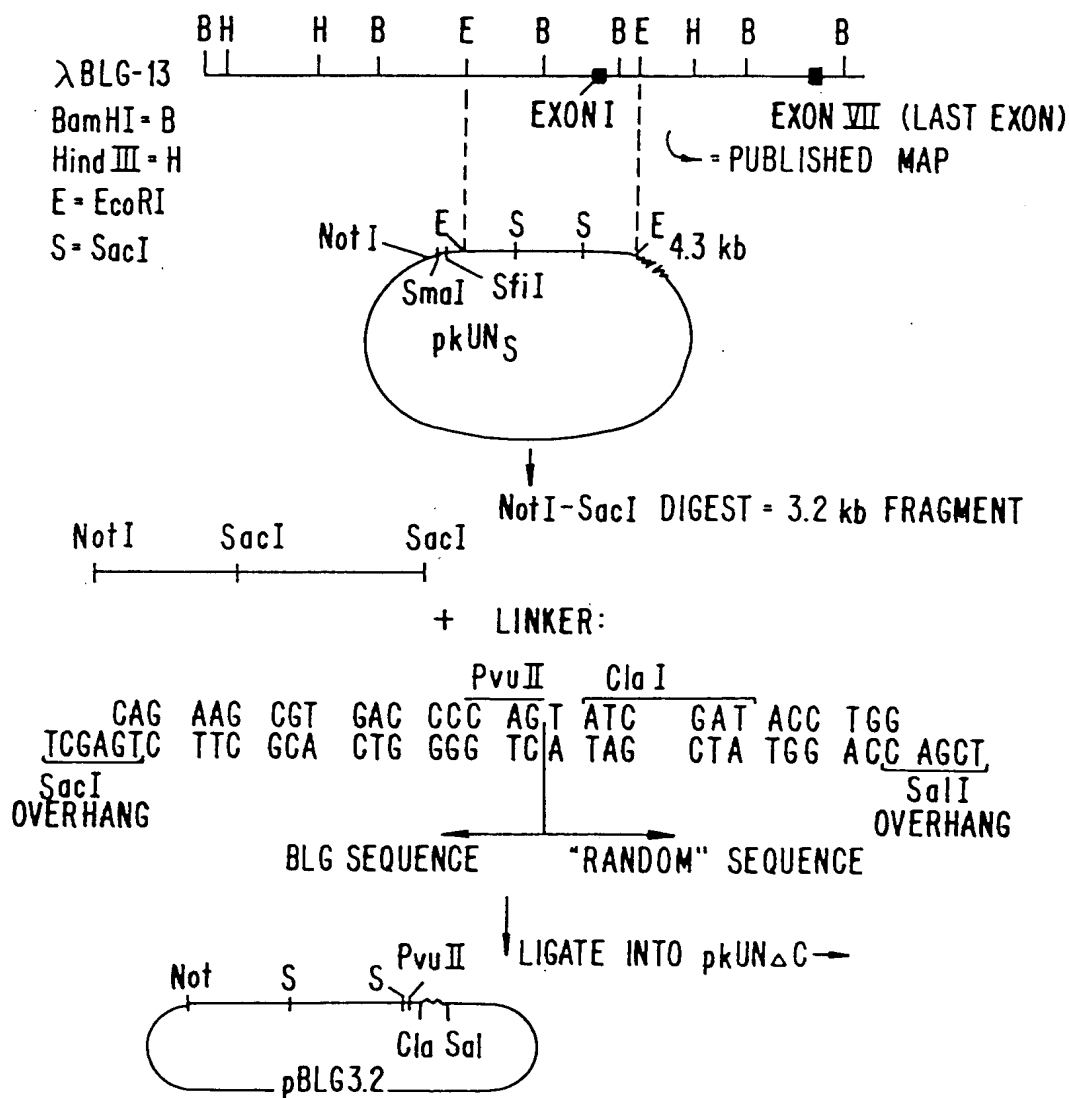 B H H B E B B E H B B
λBLG-13
EXON I
EXON VII (LAST EXON)
BamHI = B
Hind III = H
E = EcoRI
S = SacI
= PUBLISHED MAP
NotI
E
S
S
E
4.3 kb
SmaI
SfiI
pkUNS
NotI-SacI DIGEST = 3.2 kb FRAGMENT
NotI SacI SacI
+ LINKER:
PvuII ClaI
CAG AAG CGT GAC CCC AGT ATC GAT ACC TGG
TCGAGTC TTC GCA CTG GGG TCA TAG CTA TGG ACC AGCT
SacI
OVERHANG
SalI
OVERHANG
BLG SEQUENCE
"RANDOM" SEQUENCE
LIGATE INTO pkUN△C
Not S S PvuII
Cla Sal
pBLG3.2